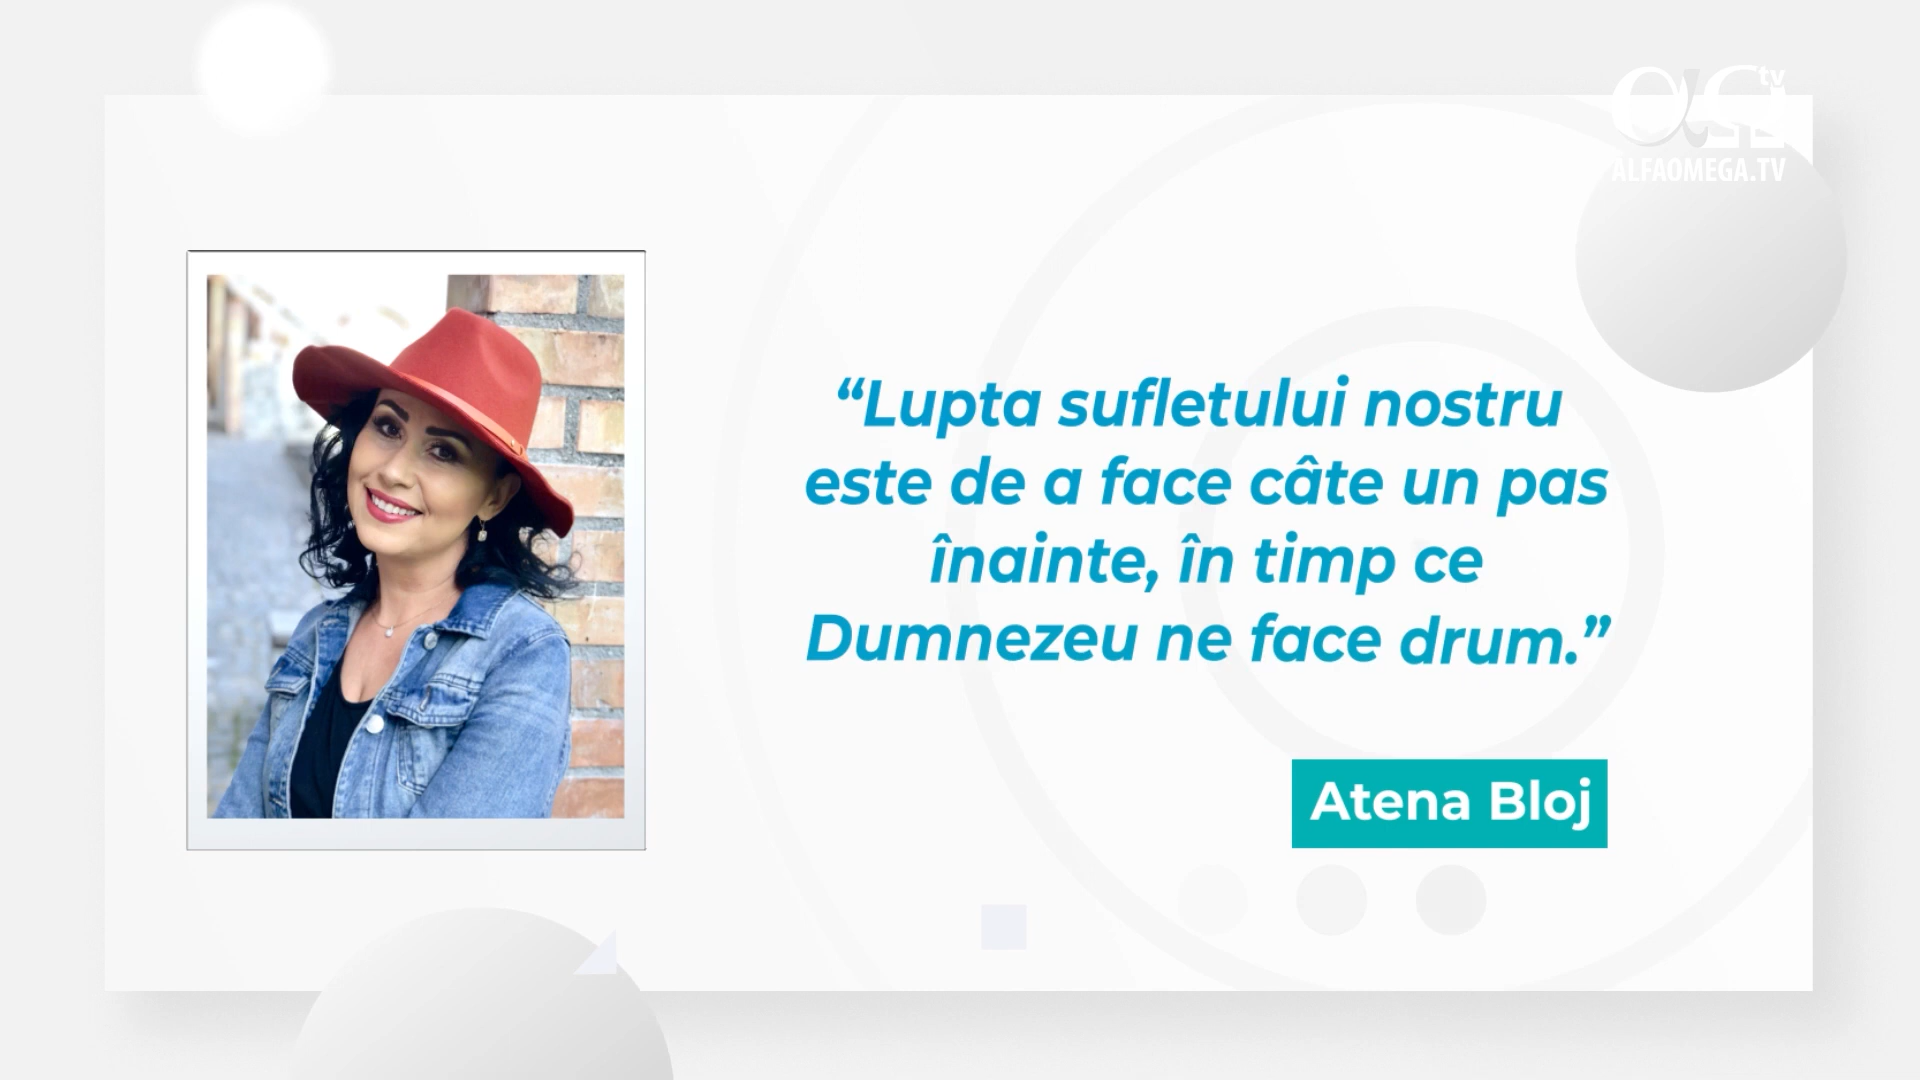 tv
ALFAOMEGA.TV
“Lupta sufletului nostru
este de a face câte un pas
înainte, în timp ce
Dumnezeu ne face drum.”
Atena Bloj